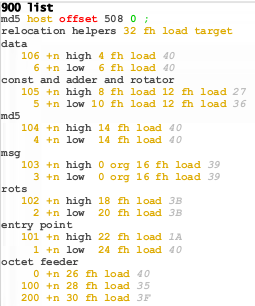 900 list
md5 host offset 508 0 ;
relocation helpers 32 fh load target
data
106 +n high 4 fh load 40
6 +n low 6 fh load 40
const and adder and rotator
105 +n high 8 fh load 12 fh load 27
5 +n low 10 fh load 12 fh load 36
md5
104 +n high 14 fh load 40
4 +n low 14 fh load 40
msg
103 +n high 0 org 16 fh load 39
3 +n low 0 org 16 fh load 39
rots
102 +n high 18 fh load 3B
2 +n low 20 fh load 3B
entry point
101 +n high 22 fh load 1A
1 +n low 24 fh load 40
octet feeder
0 +n 26 fh load 40
100 +n 28 fh load 35
200 +n 30 fh load 3F